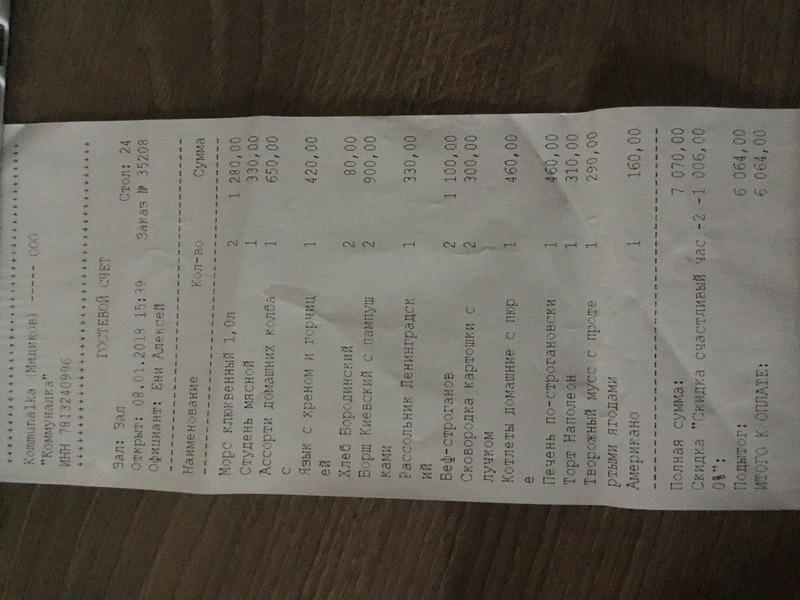 ************************************
Kommunalka (Мадиков) ----- ООО
"Коммуналка"
ИНН 7813240996
************************************
ГОСТЕВОЙ СЧЕТ
Зал: Зал Стол: 24
Открыт: 08.01.2018 15:39 Заказ № 35208
Официант: Ени Алексей
------------------------------------
Наименование Кол-во Сумма
------------------------------------
Морс клюквенный 1,0л 2 1 280,00
Студень мясной 1 330,00
Ассорти домашних колба 1 650,00
с
Язык с хреном и горчиц 1 420,00
ей
Хлеб Бородинский 2 80,00
Борщ Киевский с пампуш 2 900,00
ками
Рассольник Ленинградск 1 330,00
ий
Беф-строганов 2 1 100,00
Сковородка картошки с 2 300,00
лучком
Котлеты домашние с пюр 1 460,00
е
Печень по-строгановски 1 460,00
Торт Наполеон 1 310,00
Творожный мусс с проте 1 290,00
ртыми ягодами
Американо 1 160,00
------------------------------------
Полная сумма: 7 070,00
Скидка "Скидка счастливый час -2 -1 006,00
0%":
Подытог: 6 064,00
ИТОГО К ОПЛАТЕ: 6 064,00